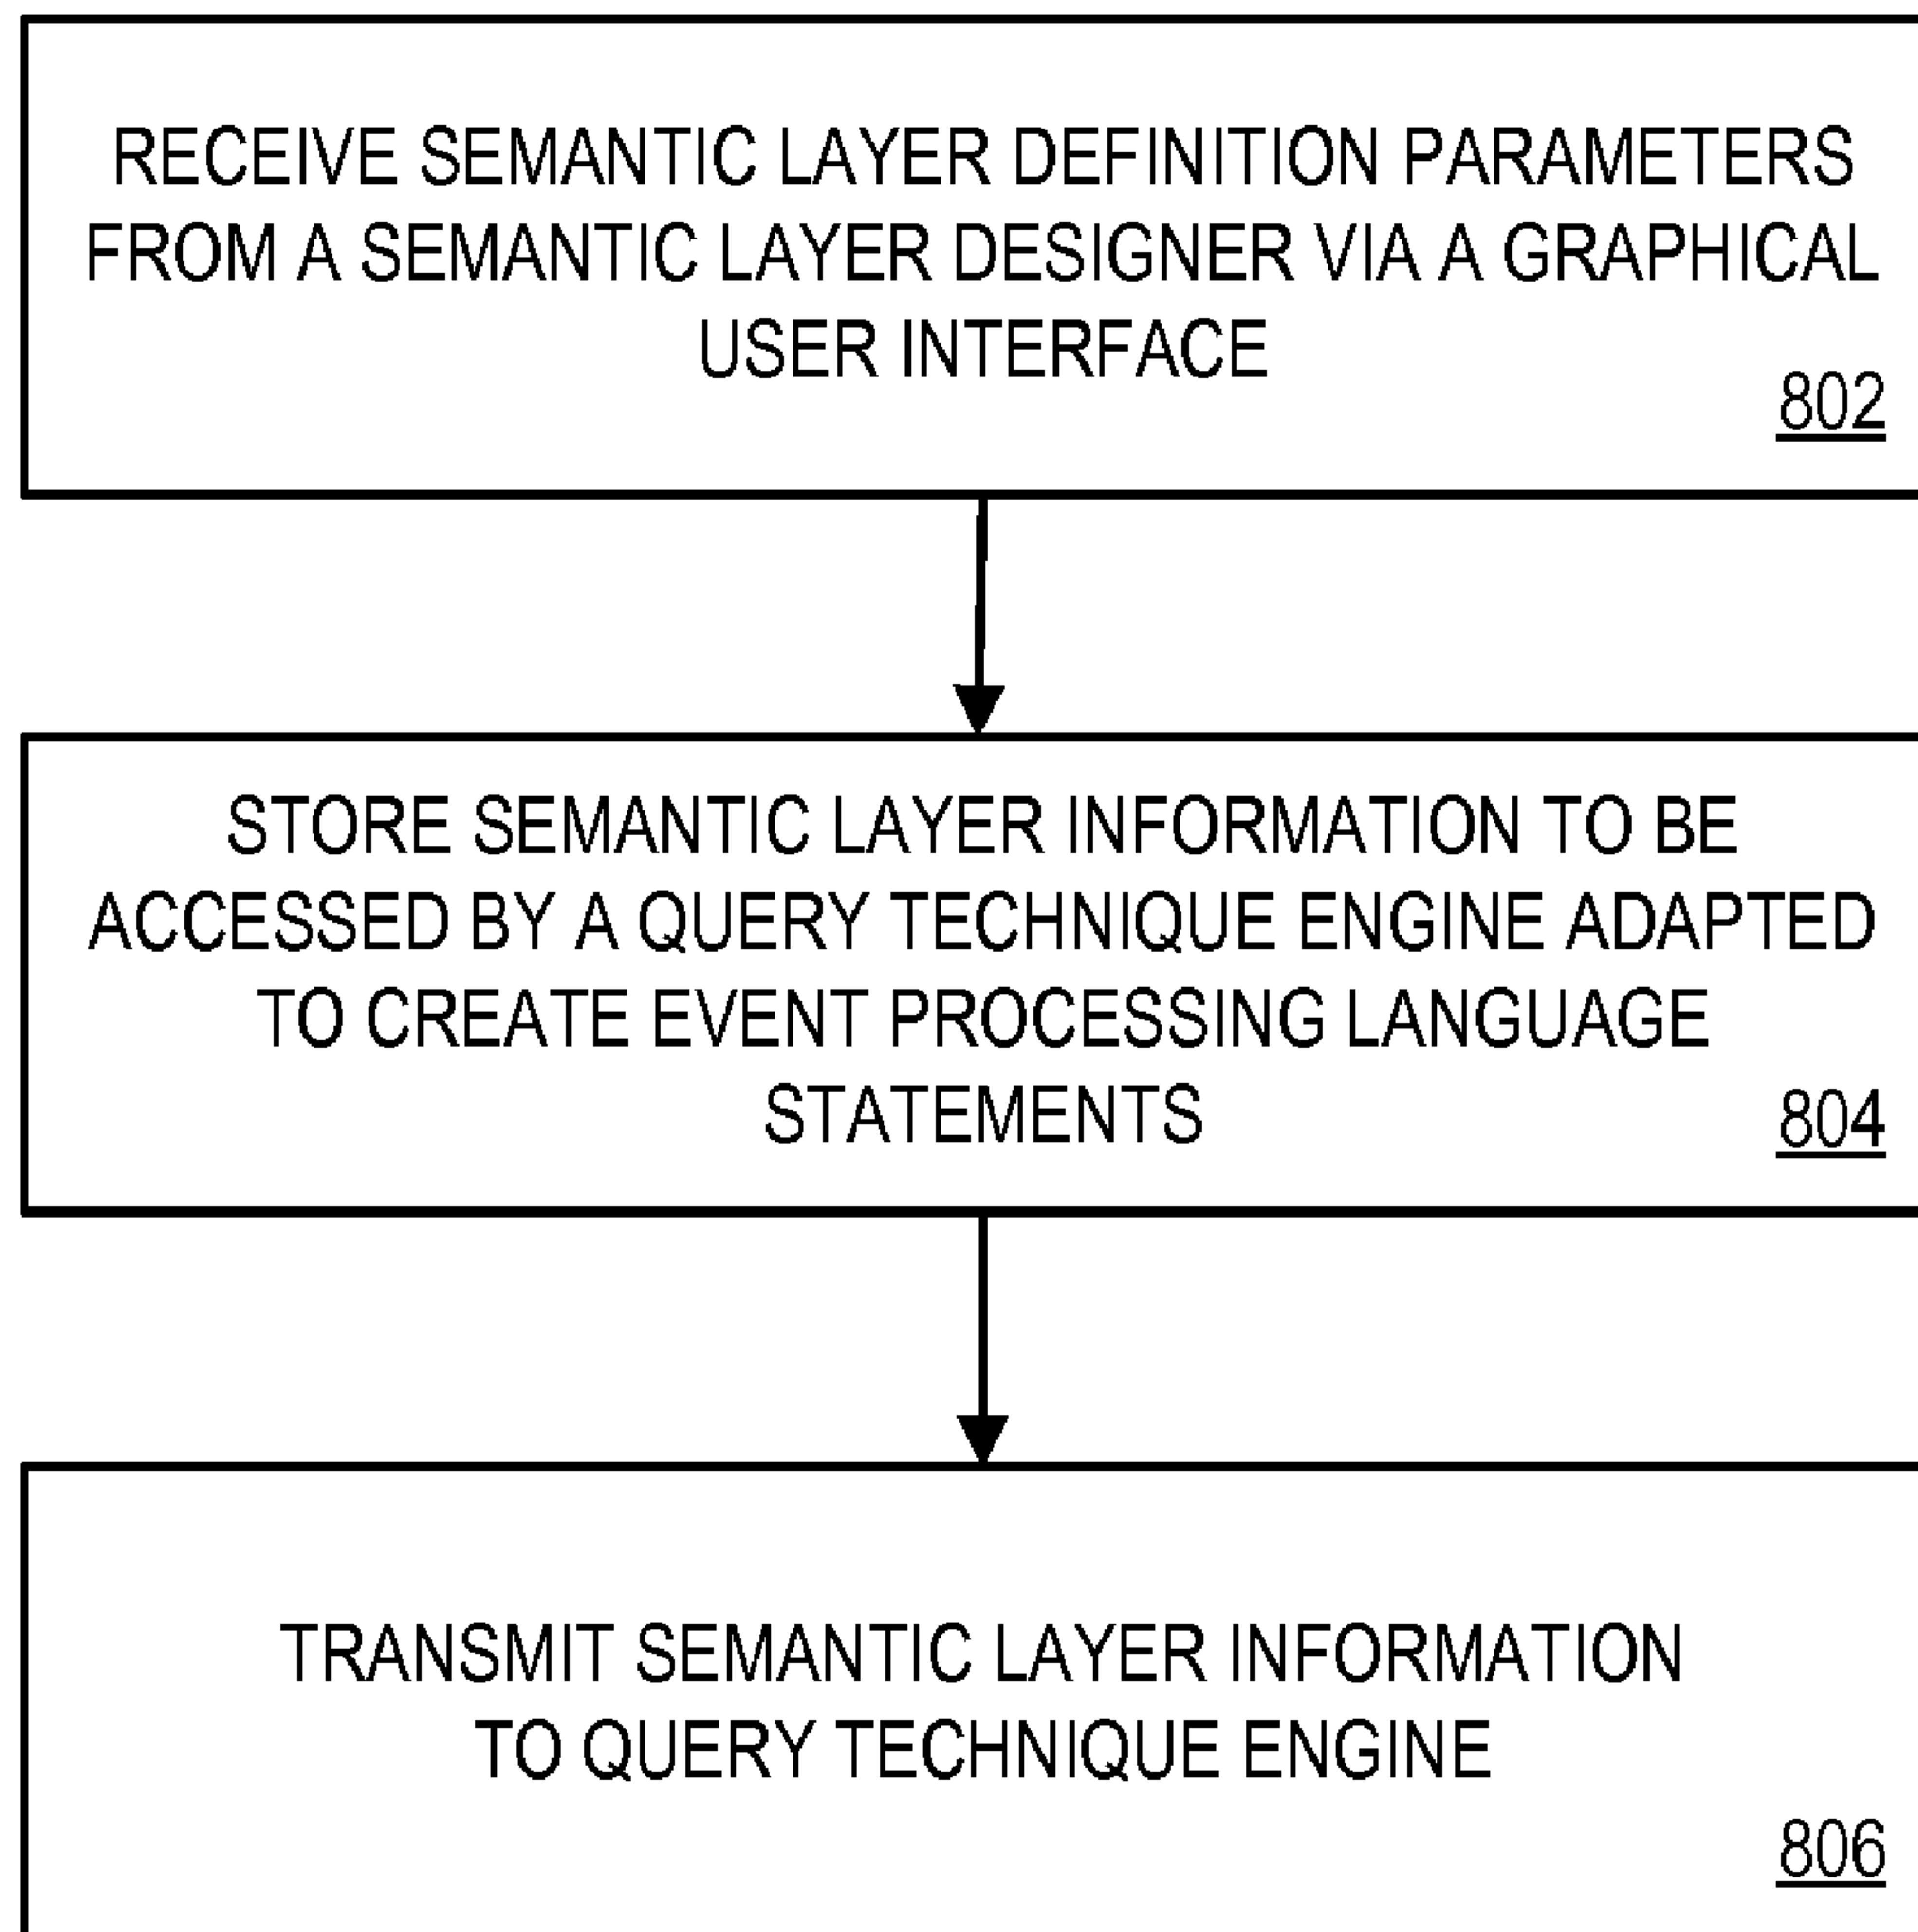 RECEIVE SEMANTIC LAYER DEFINITION PARAMETERS
FROM A SEMANTIC LAYER DESIGNER VIA A GRAPHICAL
USER INTERFACE
802
STORE SEMANTIC LAYER INFORMATION TO BE
ACCESSED BY A QUERY TECHNIQUE ENGINE ADAPTED
TO CREATE EVENT PROCESSING LANGUAGE
STATEMENTS
804
TRANSMIT SEMANTIC LAYER INFORMATION
TO QUERY TECHNIQUE ENGINE
806